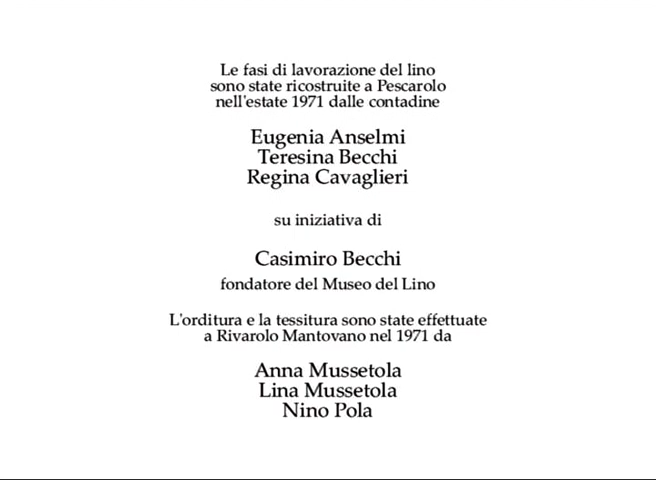 Le fasi di lavorazione del lino
sono state ricostruite a Pescarolo
nell'estate 1971 dalle contadine
Eugenia Anselmi
Teresina Becchi
Regina Cavaglieri
su iniziativa di
Casimiro Becchi
fondatore del Museo del Lino
L'orditura e la tessitura sono state effettuate
a Rivarolo Mantovano nel 1971 da
Anna Mussetola
Lina Mussetola
Nino Pola